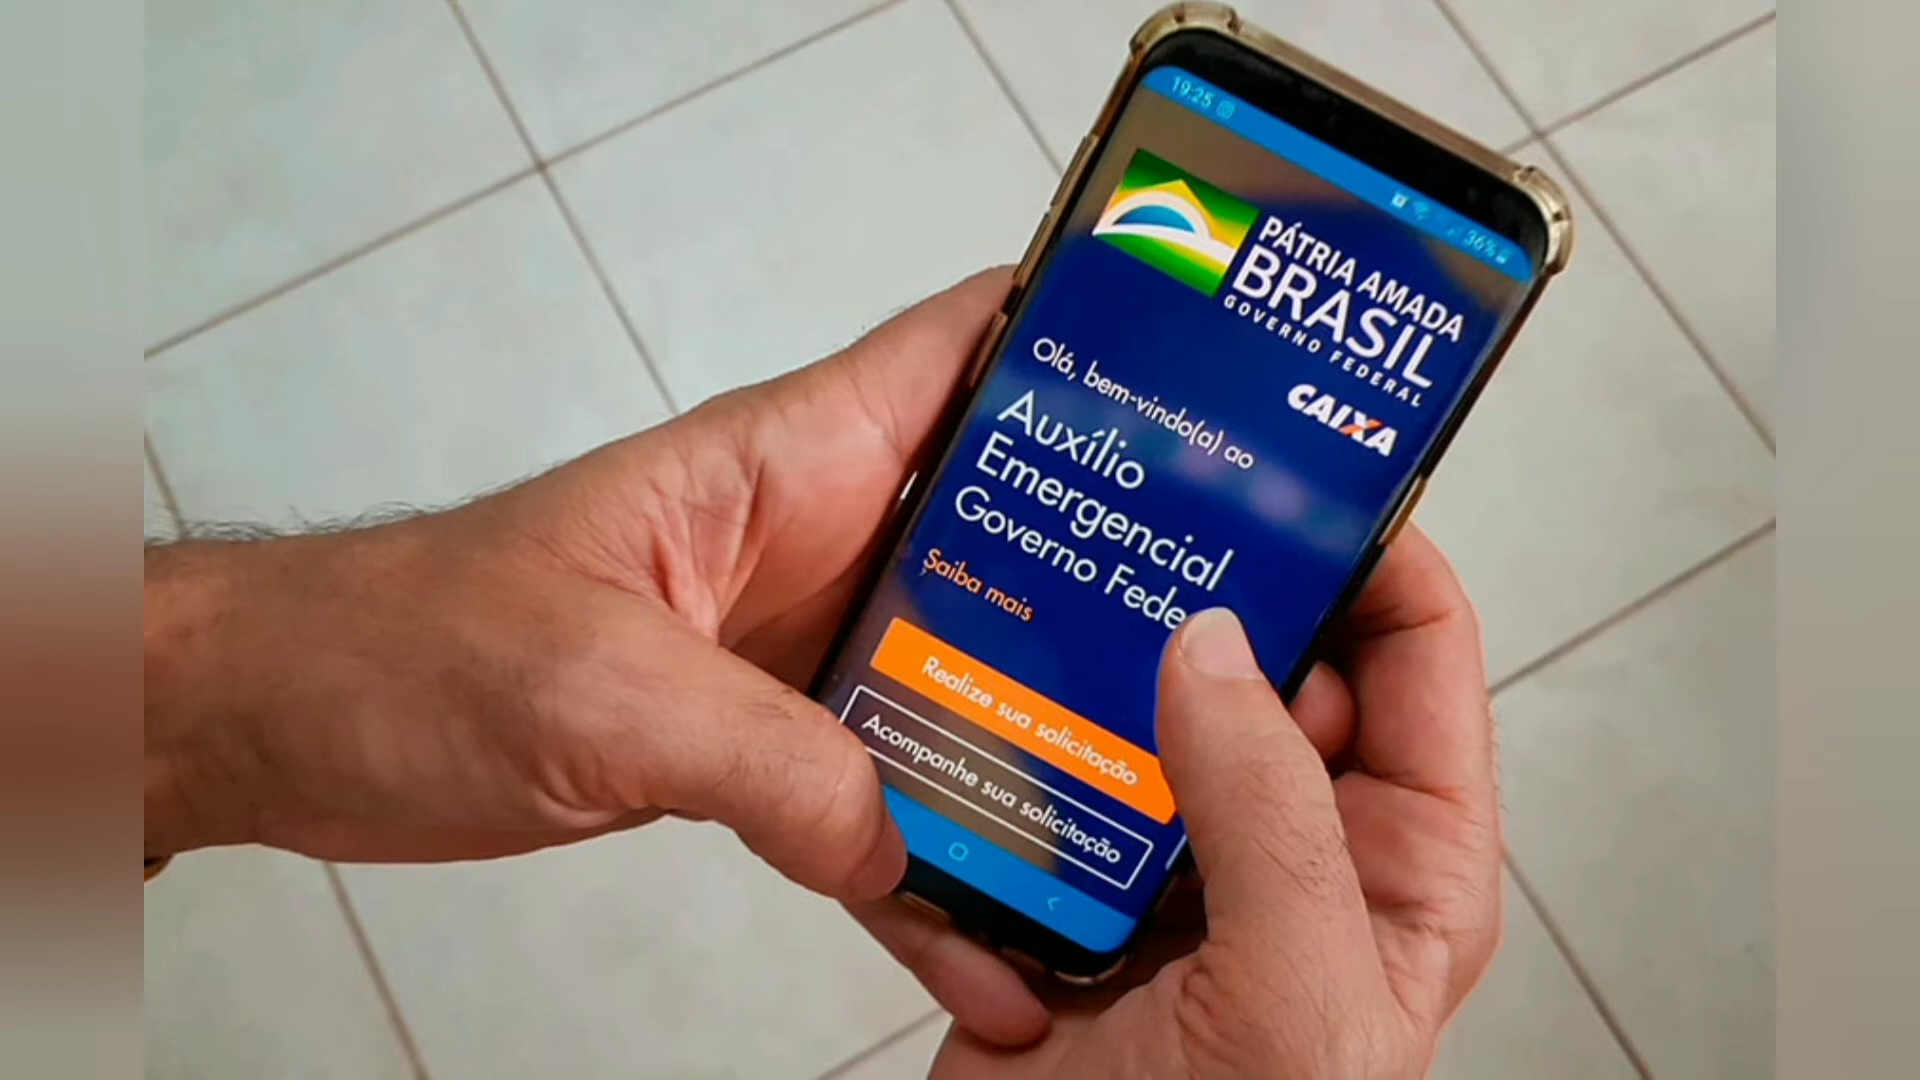 19:25
36%
PÁTRIA AMADA
BRASIL
GOVERNO FEDERAL
CAIXA
Olá, bem-vindo(a) ao
Auxílio
Emergencial
Governo Fede
Saiba mais
Realize sua solicitação
Acompanhe sua solicitação